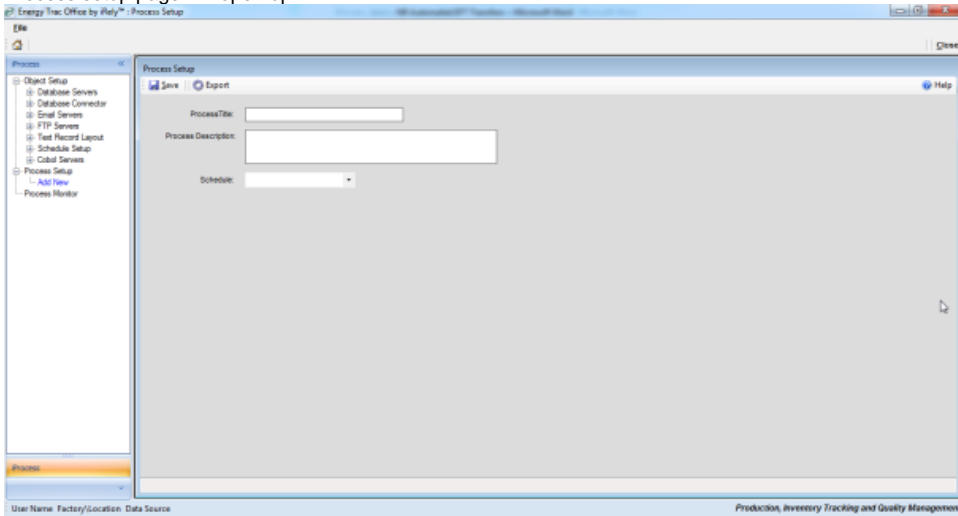 Energy Trac Office by iRely™ : Process Setup
File
Close
Process
Process Setup
Save
Export
Help
Object Setup
Database Servers
Database Connector
Email Servers
FTP Servers
Text Record Layout
Schedule Setup
Cobol Servers
Process Setup
Add New
Process Monitor
ProcessTitle:
Process Description:
Schedule:
iProcess
User Name Factory\Location Data Source
Production, Inventory Tracking and Quality Managemen